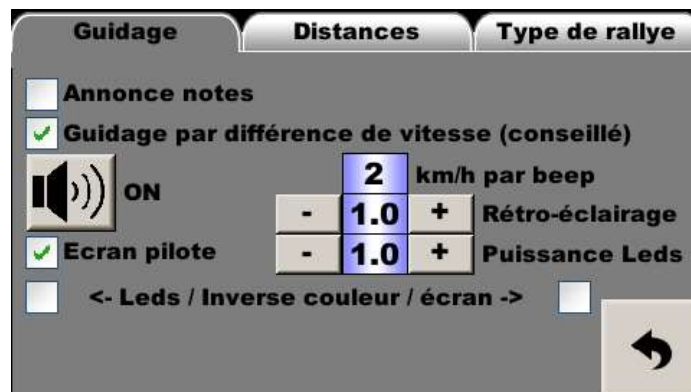 Guidage Distances Type de rallye
Annonce notes
Guidage par différence de vitesse (conseillé)
ON 2 km/h par beep
- 1.0 + Rétro-éclairage
Ecran pilote - 1.0 + Puissance Leds
<- Leds / Inverse couleur / écran ->